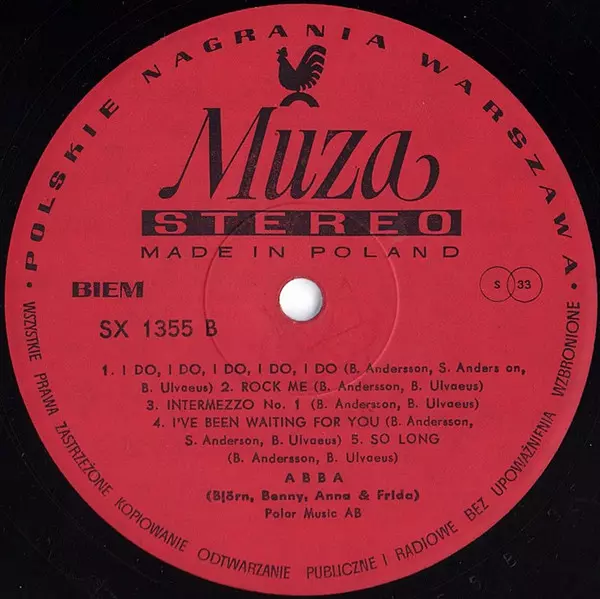 • POLSKIE NAGRANIA WARSZAWA •
Muza
STEREO
MADE IN POLAND
BIEM
S 33
SX 1355 B
1. I DO, I DO, I DO, I DO, I DO (B. Andersson, S. Anders on,
B. Ulvaeus) 2. ROCK ME (B. Andersson, B. Ulvaeus)
3. INTERMEZZO No. 1 (B. Andersson, B. Ulvaeus)
4. I'VE BEEN WAITING FOR YOU (B. Andersson,
S. Anderson, B. Ulvaeus) 5. SO LONG
(B. Andersson, B. Ulvaeus)
ABBA
(Björn, Benny, Anna & Frida)
Polar Music AB
WSZYSTKIE PRAWA ZASTRZEŻONE KOPIOWANIE ODTWARZANIE PUBLICZNE I RADIOWE BEZ UPOWAŻNIENIA WZBRONIONE